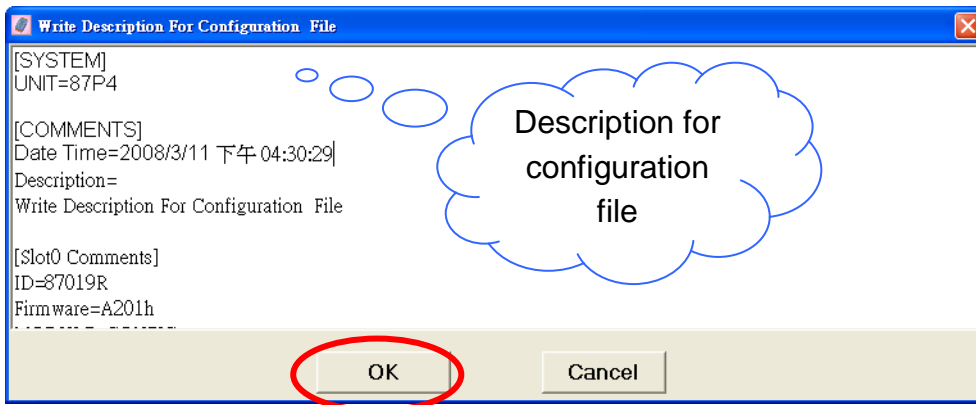 Write Description For Configuration File
[SYSTEM]
UNIT=87P4
[COMMENTS]
Date Time=2008/3/11 下午 04:30:29
Description=
Write Description For Configuration File
[Slot0 Comments]
ID=87019R
Firmware=A201h
Description for
configuration
file
OK
Cancel